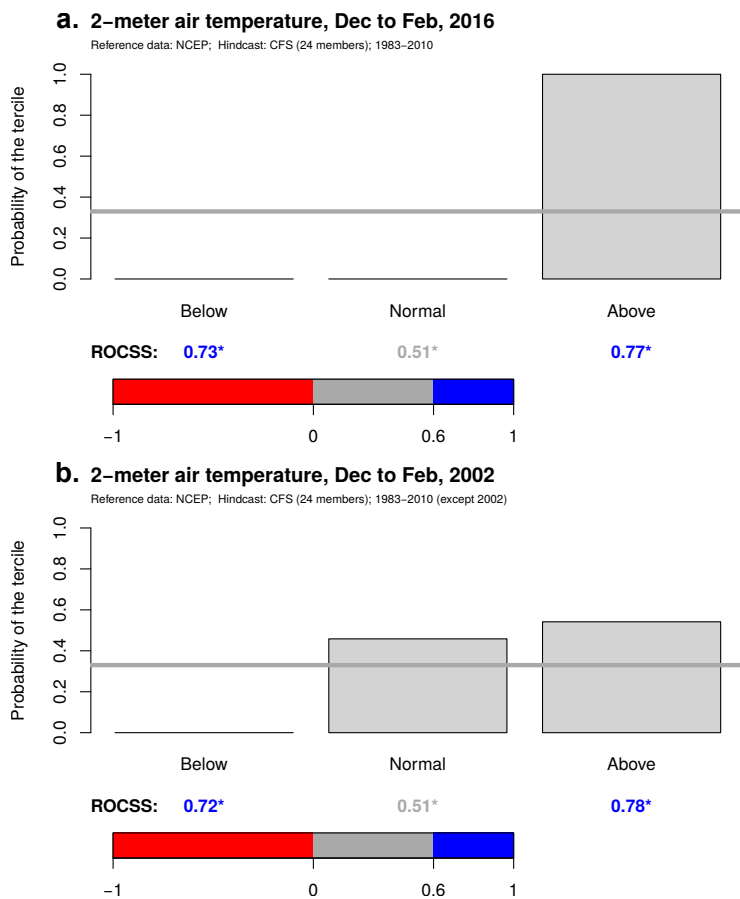 a. 2−meter air temperature, Dec to Feb, 2016
Reference data: NCEP;  Hindcast: CFS (24 members); 1983−2010
Probability of the tercile
1.0
0.8
0.6
0.4
0.2
0.0
Below Normal Above
ROCSS: 0.73* 0.51* 0.77*
−1 0 0.6 1
b. 2−meter air temperature, Dec to Feb, 2002
Reference data: NCEP;  Hindcast: CFS (24 members); 1983−2010 (except 2002)
Probability of the tercile
1.0
0.8
0.6
0.4
0.2
0.0
Below Normal Above
ROCSS: 0.72* 0.51* 0.78*
−1 0 0.6 1